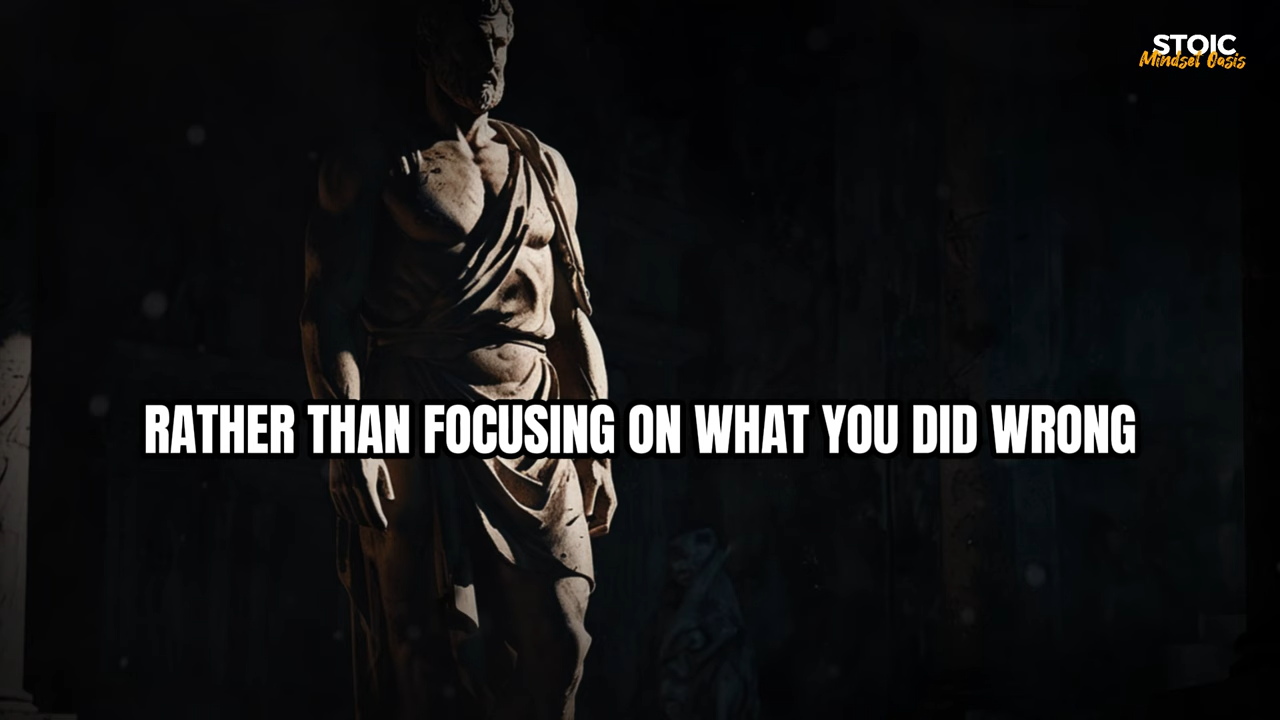 STOIC
Mindset Oasis
RATHER THAN FOCUSING ON WHAT YOU DID WRONG